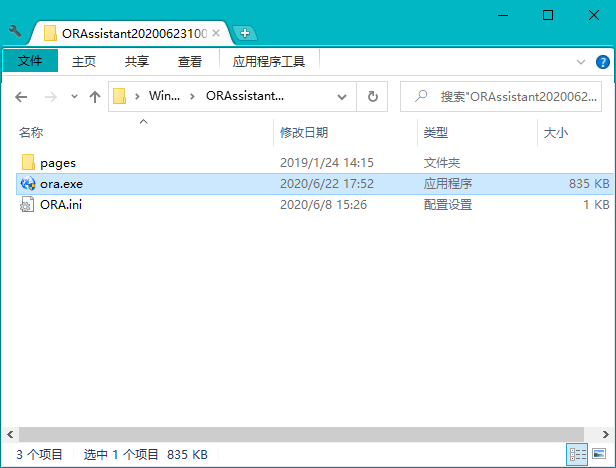 ORAssistant20200623100
文件 主页 共享 查看 应用程序工具
Win... ORAssistant... 搜索"ORAssistant202062...
名称 修改日期 类型 大小
pages 2019/1/24 14:15 文件夹
ora.exe 2020/6/22 17:52 应用程序 835 KB
ORA.ini 2020/6/8 15:26 配置设置 1 KB
3 个项目 选中 1 个项目 835 KB